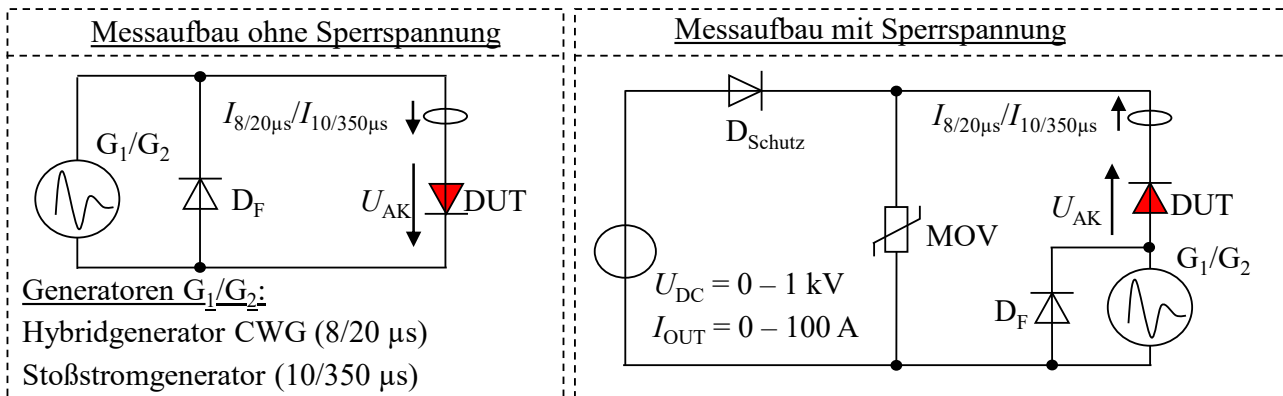 Messaufbau ohne Sperrspannung
I8/20µs/I10/350µs
G1/G2
DF
UAK
DUT
Generatoren G1/G2:
Hybridgenerator CWG (8/20 µs)
Stoßstromgenerator (10/350 µs)
Messaufbau mit Sperrspannung
DSchutz
I8/20µs/I10/350µs
UAK
DUT
MOV
G1/G2
UDC = 0 – 1 kV
DF
IOUT = 0 – 100 A